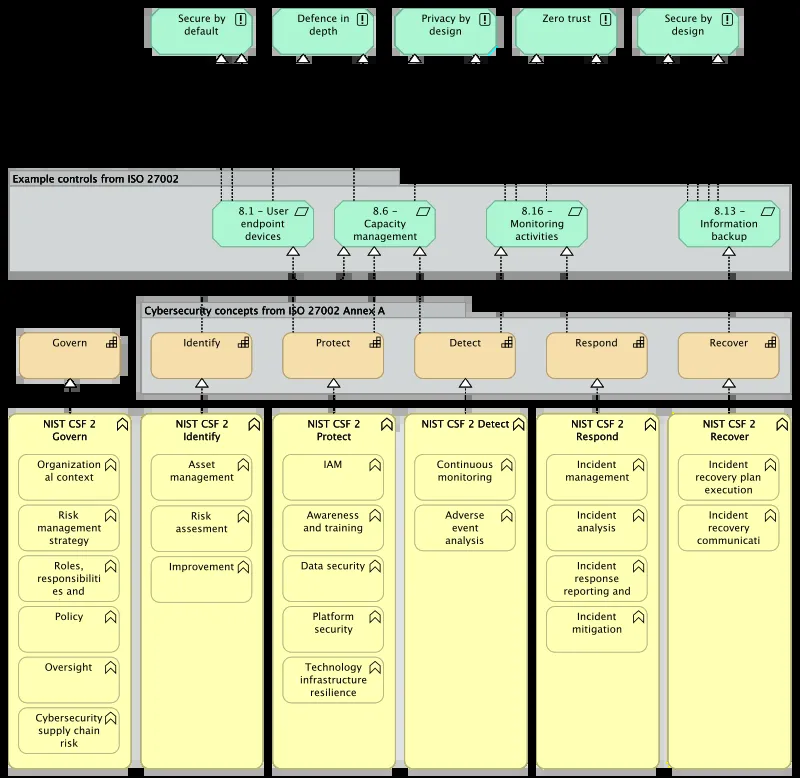 Secure by
default
Defence in
depth
Privacy by
design
Zero trust
Secure by
design
Example controls from ISO 27002
8.1 – User
endpoint
devices
8.6 –
Capacity
management
8.16 –
Monitoring
activities
8.13 –
Information
backup
Cybersecurity concepts from ISO 27002 Annex A
Govern
Identify
Protect
Detect
Respond
Recover
NIST CSF 2
Govern
Organization
al context
Risk
management
strategy
Roles,
responsibiliti
es and
Policy
Oversight
Cybersecurity
supply chain
risk
NIST CSF 2
Identify
Asset
management
Risk
assesment
Improvement
NIST CSF 2
Protect
IAM
Awareness
and training
Data security
Platform
security
Technology
infrastructure
resilience
NIST CSF 2 Detect
Continuous
monitoring
Adverse
event
analysis
NIST CSF 2
Respond
Incident
management
Incident
analysis
Incident
response
reporting and
Incident
mitigation
NIST CSF 2
Recover
Incident
recovery plan
execution
Incident
recovery
communicati